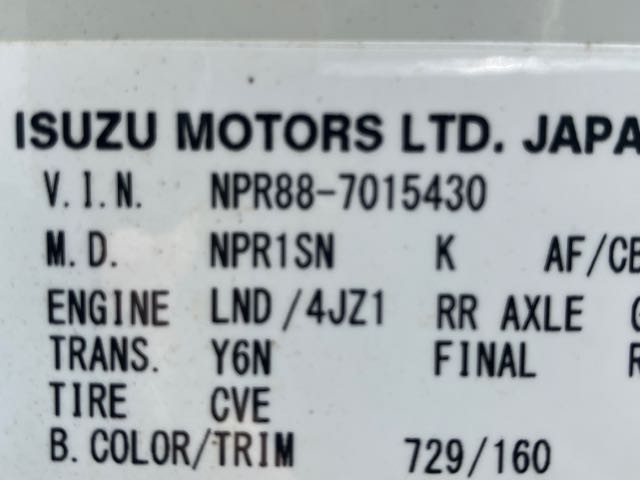 ISUZU MOTORS LTD. JAPA
V.I.N. NPR88-7015430
M.D. NPR1SN K AF/CE
ENGINE LND/4JZ1 RR AXLE
TRANS. Y6N FINAL
TIRE CVE
B.COLOR/TRIM 729/160